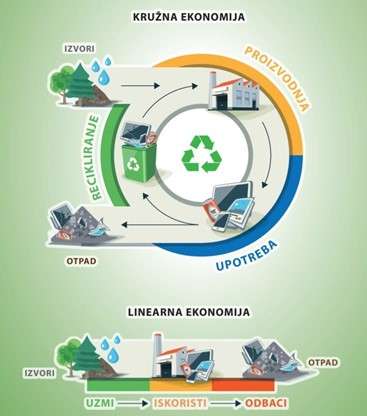 KRUŽNA EKONOMIJA
IZVORI
PROIZVODNJA
RECIKLIRANJE
UPOTREBA
OTPAD
LINEARNA EKONOMIJA
IZVORI
OTPAD
UZMI ISKORISTI ODBACI